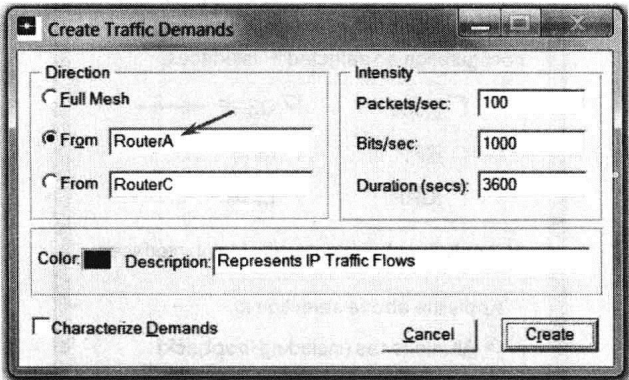 Create Traffic Demands
Direction
Full Mesh
From RouterA
From RouterC
Intensity
Packets/sec: 100
Bits/sec: 1000
Duration (secs): 3600
Color: Description: Represents IP Traffic Flows
Characterize Demands
Cancel
Create